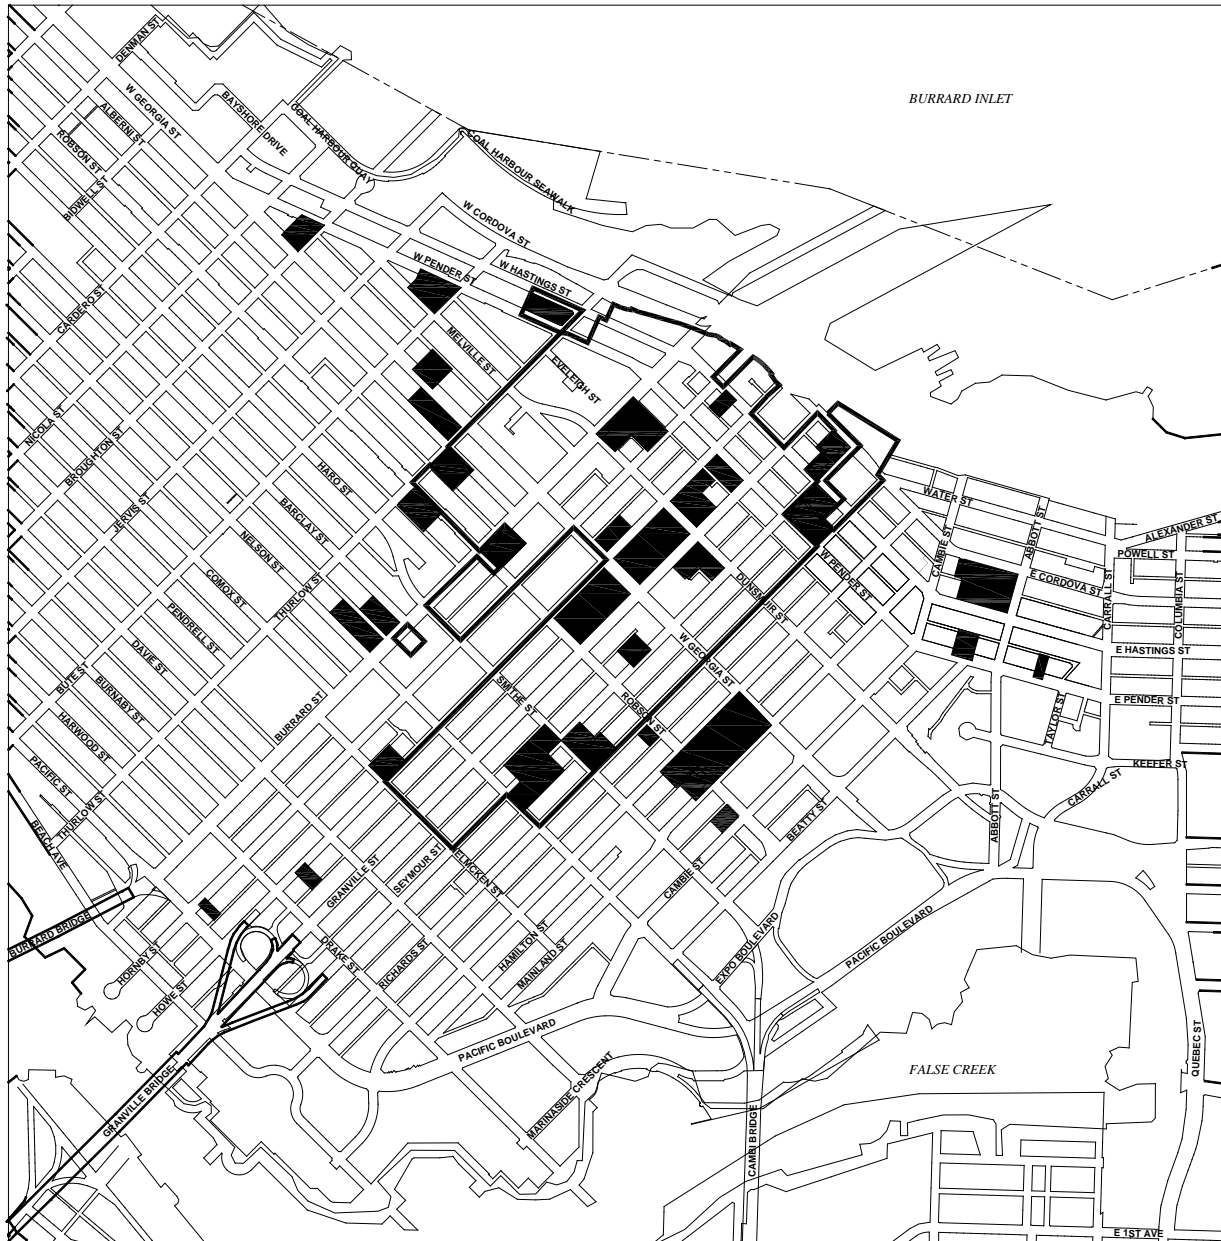 DENMAN ST
BURRARD INLET
W GEORGIA ST
BAYSHORE DRIVE
ALBERNI ST
COAL HARBOUR QUAY
ROBSON ST
COAL HARBOUR SEAWALK
BIDWELL ST
W CORDOVA ST
W PENDER ST
W HASTINGS ST
CARDERO ST
MELVILLE ST
EVELEIGH ST
NICOLA ST
BROUGHTON ST
HARO ST
JERVIS ST
BARCLAY ST
WATER ST
ABBOTT ST
ALEXANDER ST
CAMBIE ST
NELSON ST
POWELL ST
W PENDER ST
E CORDOVA ST
COMOX ST
THURLOW ST
DUNSMUIR ST
CARRALL ST
COLUMBIA ST
PENDRELL ST
DAVIE ST
W GEORGIA ST
E HASTINGS ST
BUTE ST
BURNABY ST
SMITHE ST
ROBSON ST
E PENDER ST
BURRARD ST
TAYLOR ST
HARWOOD ST
KEEFER ST
PACIFIC ST
CARRALL ST
THURLOW ST
BEATTY ST
ABBOTT ST
BEACH AVE
GRANVILLE ST
SEYMOUR ST
HELMCKEN ST
CAMBIE ST
BURRARD BRIDGE
HORNBY ST
DRAKE ST
RICHARDS ST
HAMILTON ST
MAINLAND ST
EXPO BOULEVARD
PACIFIC BOULEVARD
HOWE ST
PACIFIC BOULEVARD
QUEBEC ST
FALSE CREEK
GRANVILLE BRIDGE
MARINASIDE CRESCENT
CAMBI BRIDGE
E 1ST AVE